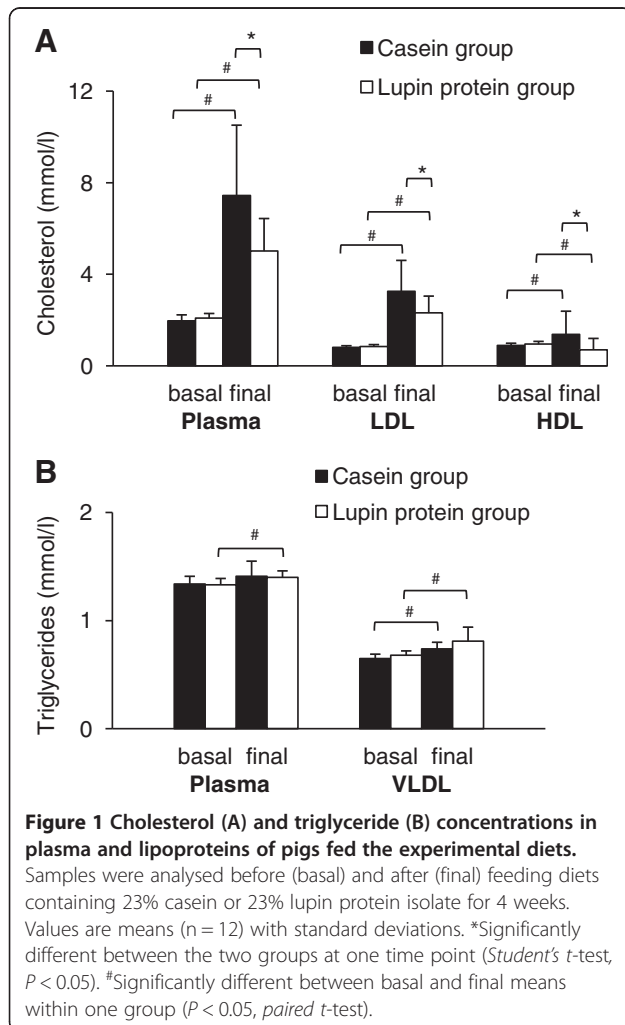 A
*
#
#
■ Casein group
□ Lupin protein group
*
#
#
*
#
#
12
8
4
0
Cholesterol (mmol/l)
basal final basal final basal final
Plasma LDL HDL
B
■ Casein group
□ Lupin protein group
#
#
#
2
1
0
Triglycerides (mmol/l)
basal final basal final
Plasma VLDL
Figure 1 Cholesterol (A) and triglyceride (B) concentrations in
plasma and lipoproteins of pigs fed the experimental diets.
Samples were analysed before (basal) and after (final) feeding diets
containing 23% casein or 23% lupin protein isolate for 4 weeks.
Values are means (n = 12) with standard deviations. *Significantly
different between the two groups at one time point (Student's t-test,
P < 0.05). #Significantly different between basal and final means
within one group (P < 0.05, paired t-test).